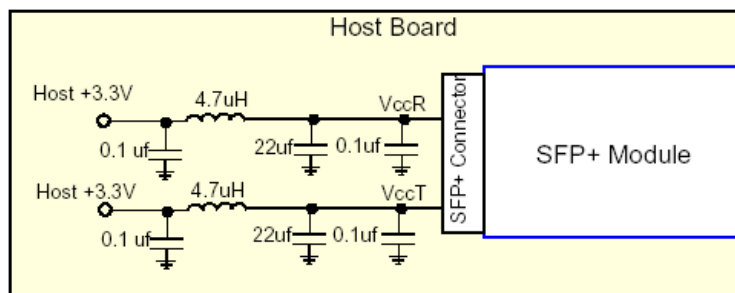 Host Board
Host +3.3V
4.7uH
VccR
0.1 uf
22uf
0.1uf
Host +3.3V
4.7uH
VccT
0.1 uf
22uf
0.1uf
SFP+ Connector
SFP+ Module